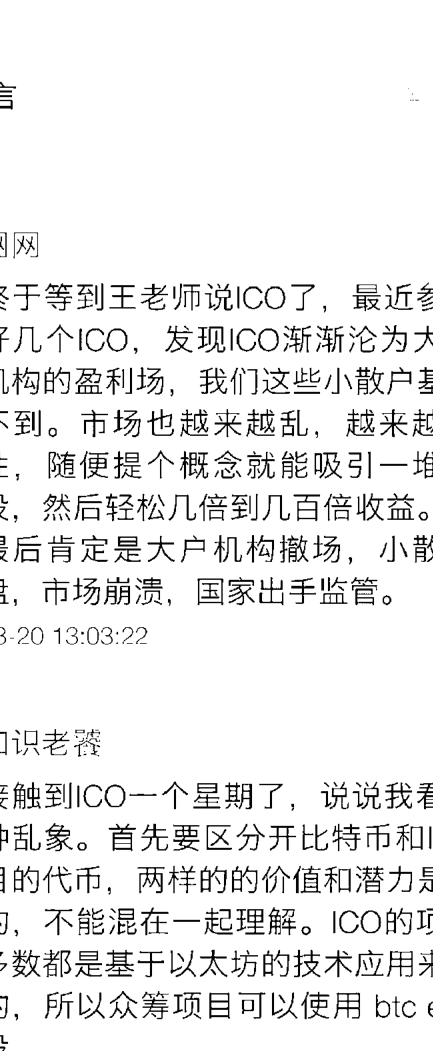 言
网
终于等到王老师说ICO了，最近参
好几个ICO，发现ICO渐渐沦为大
机构的盈利场，我们这些小散户基
不到。市场也越来越乱，越来越
，随便提个概念就能吸引一堆
，然后轻松几倍到几百倍收益。
最后肯定是大户机构撤场，小散
盘，市场崩溃，国家出手监管。
-20 13:03:22
知识老饕
接触到ICO一个星期了，说说我看
种乱象。首先要区分开比特币和I
目的代币，两样的的价值和潜力是
的，不能混在一起理解。ICO的项
多数都是基于以太坊的技术应用来
的，所以众筹项目可以使用 btc e